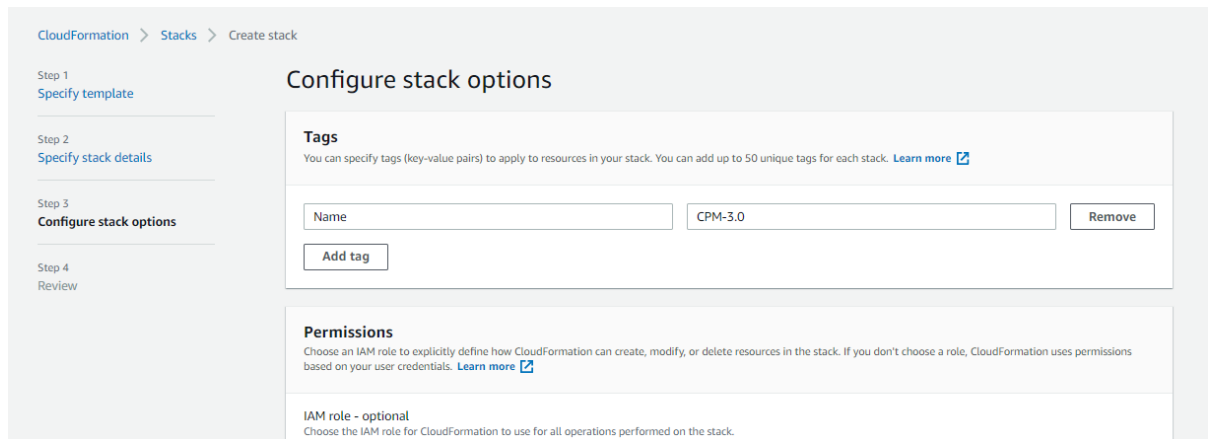 CloudFormation > Stacks > Create stack
Step 1
Specify template
Step 2
Specify stack details
Step 3
Configure stack options
Step 4
Review
Configure stack options
Tags
You can specify tags (key-value pairs) to apply to resources in your stack. You can add up to 50 unique tags for each stack. Learn more
Name CPM-3.0 Remove
Add tag
Permissions
Choose an IAM role to explicitly define how CloudFormation can create, modify, or delete resources in the stack. If you don't choose a role, CloudFormation uses permissions
based on your user credentials. Learn more
IAM role - optional
Choose the IAM role for CloudFormation to use for all operations performed on the stack.